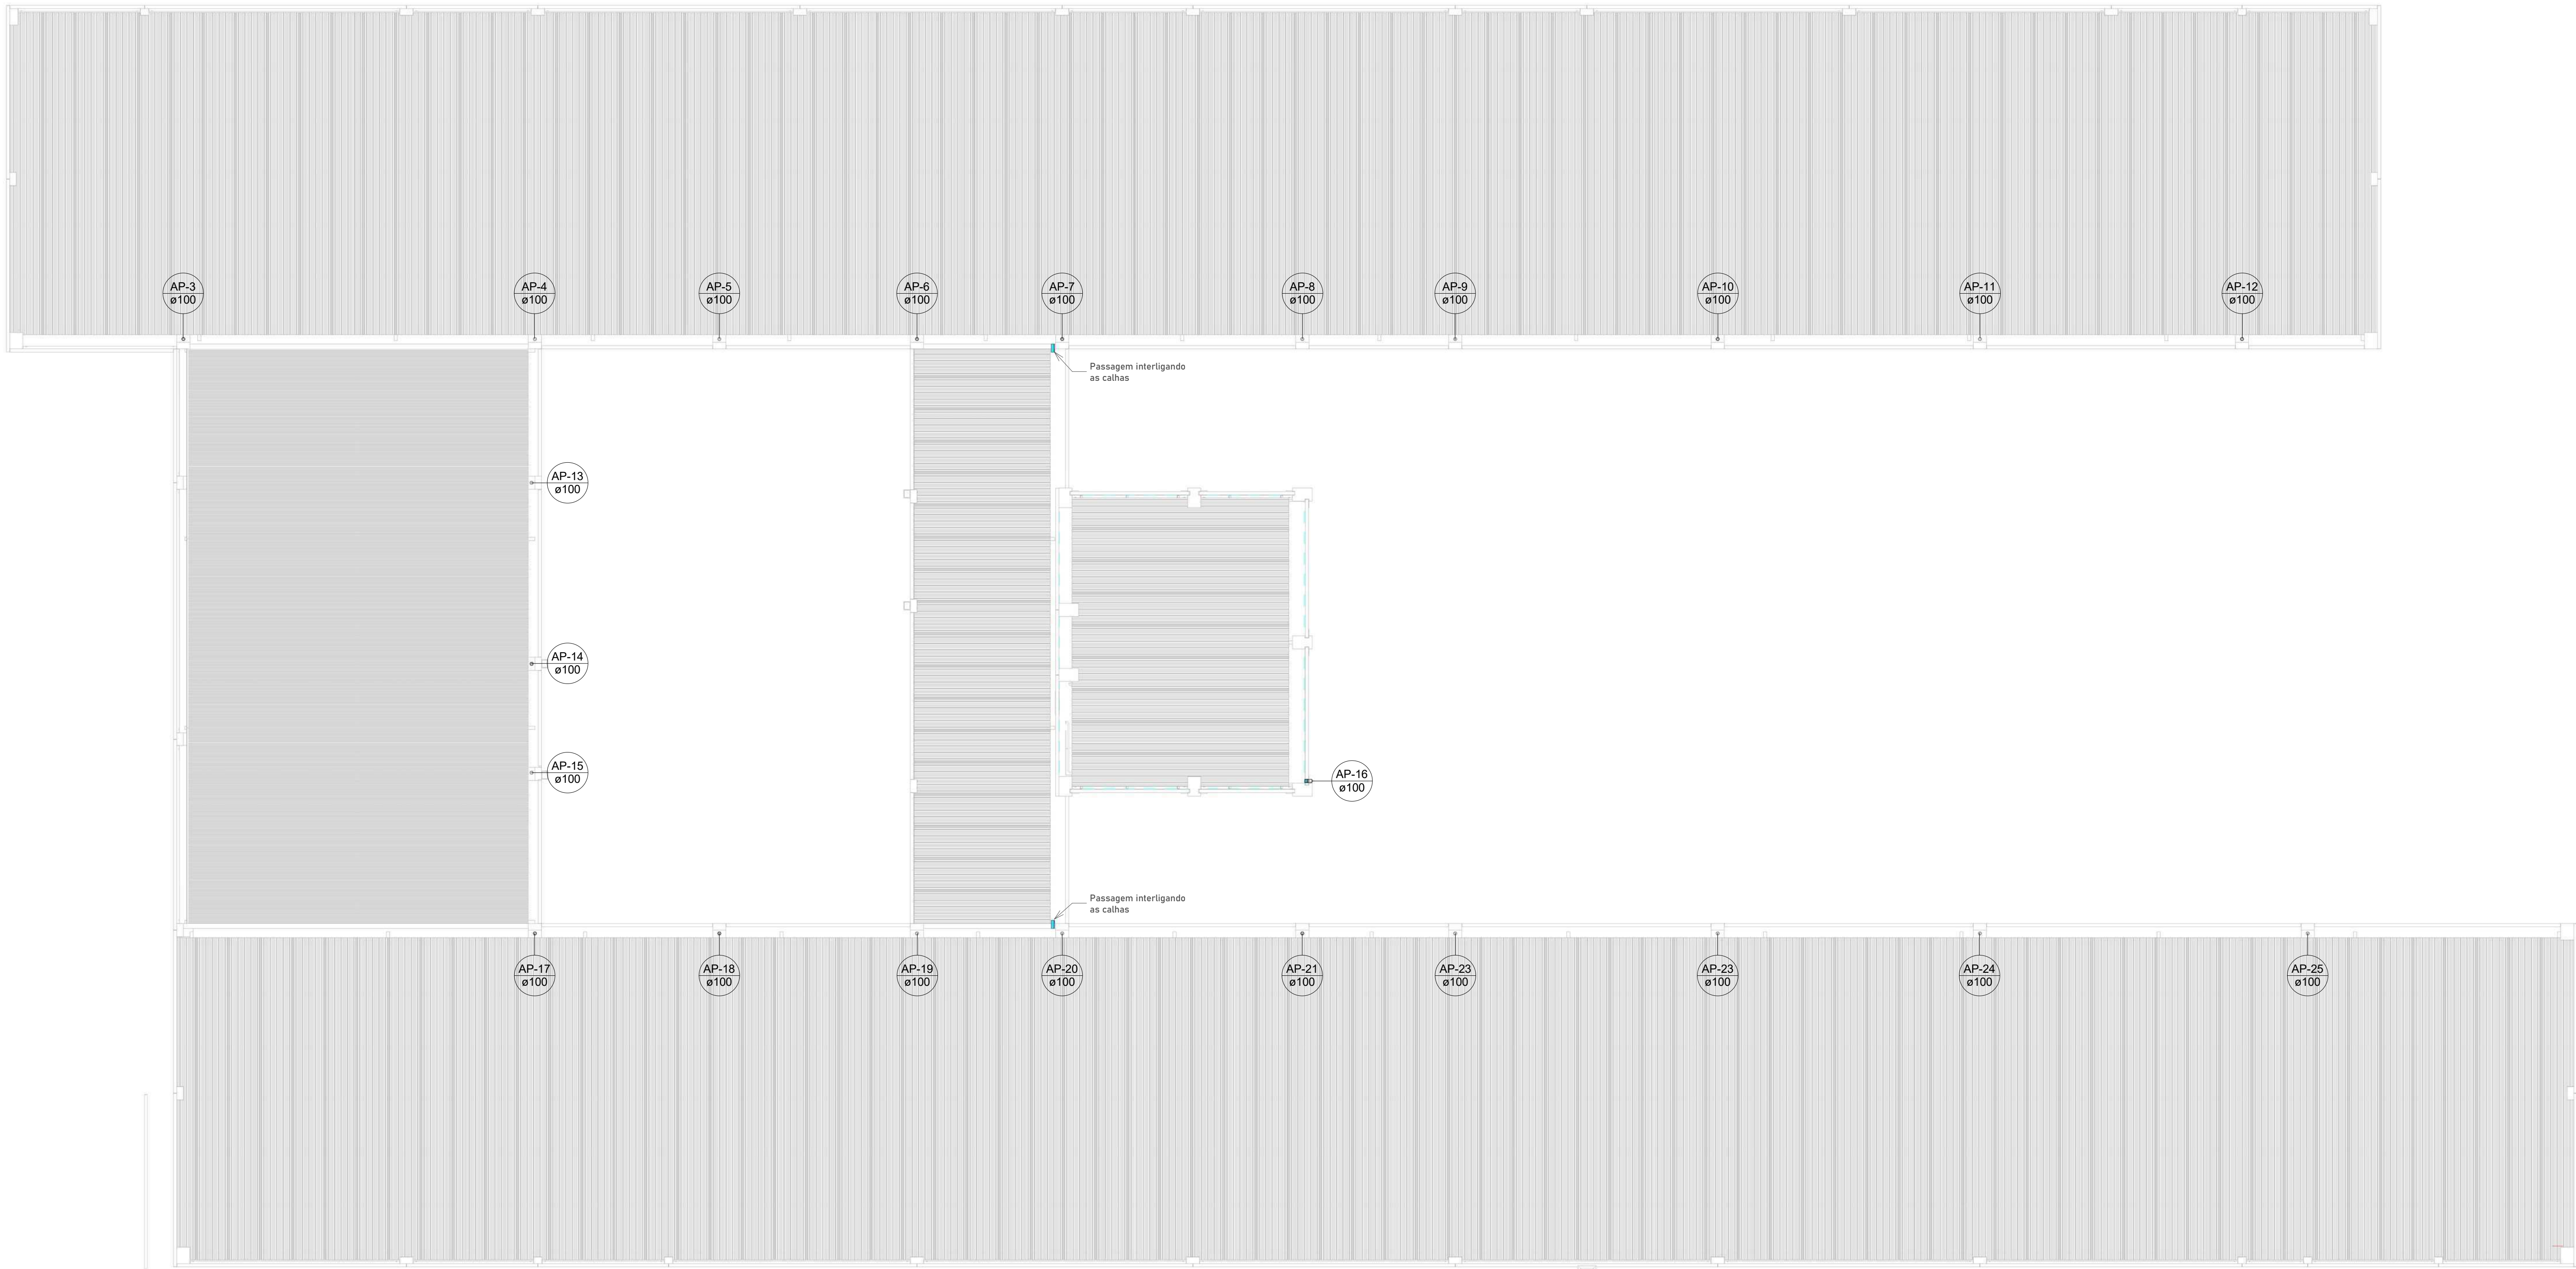 AP-3
ø100
AP-4
ø100
AP-5
ø100
AP-6
ø100
AP-7
ø100
AP-8
ø100
AP-9
ø100
AP-10
ø100
AP-11
ø100
AP-12
ø100
Passagem interligando
as calhas
AP-13
ø100
AP-14
ø100
AP-15
ø100
AP-16
ø100
Passagem interligando
as calhas
AP-17
ø100
AP-18
ø100
AP-19
ø100
AP-20
ø100
AP-21
ø100
AP-23
ø100
AP-23
ø100
AP-24
ø100
AP-25
ø100